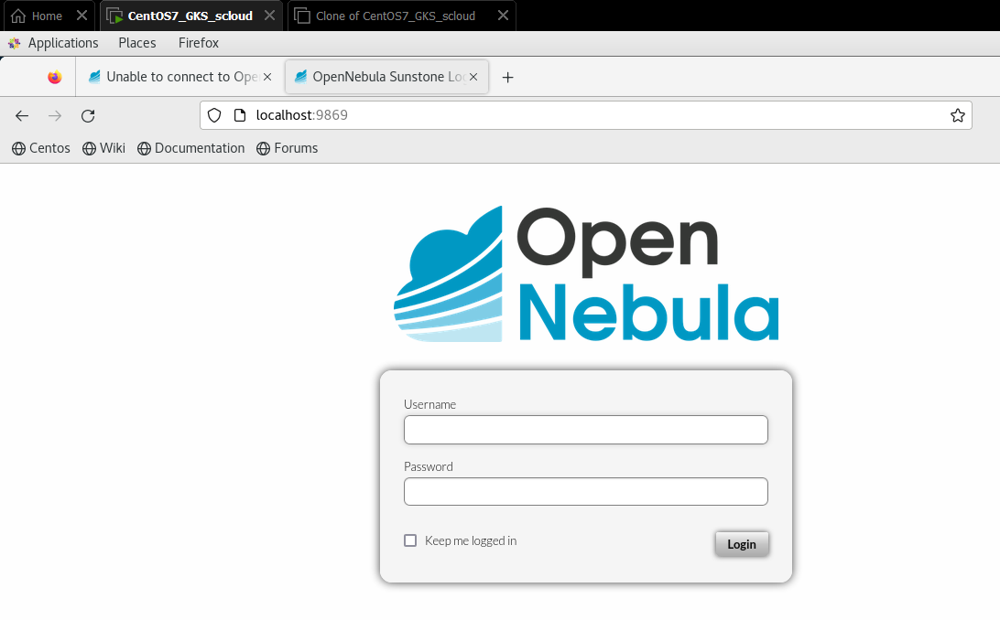 Home CentOS7_GKS_scloud Clone of CentOS7_GKS_scloud
Applications Places Firefox
Unable to connect to Ope OpenNebula Sunstone Lo
localhost:9869
Centos Wiki Documentation Forums
Open
Nebula
Username
Password
Keep me logged in Login